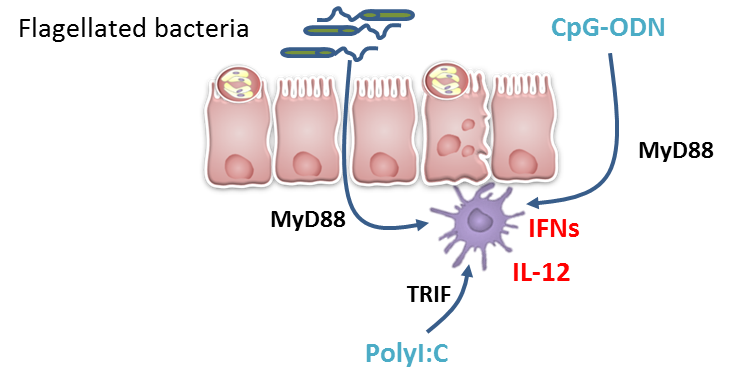 Flagellated bacteria
CpG-ODN
MyD88
MyD88
IFNs
IL-12
TRIF
PolyI:C